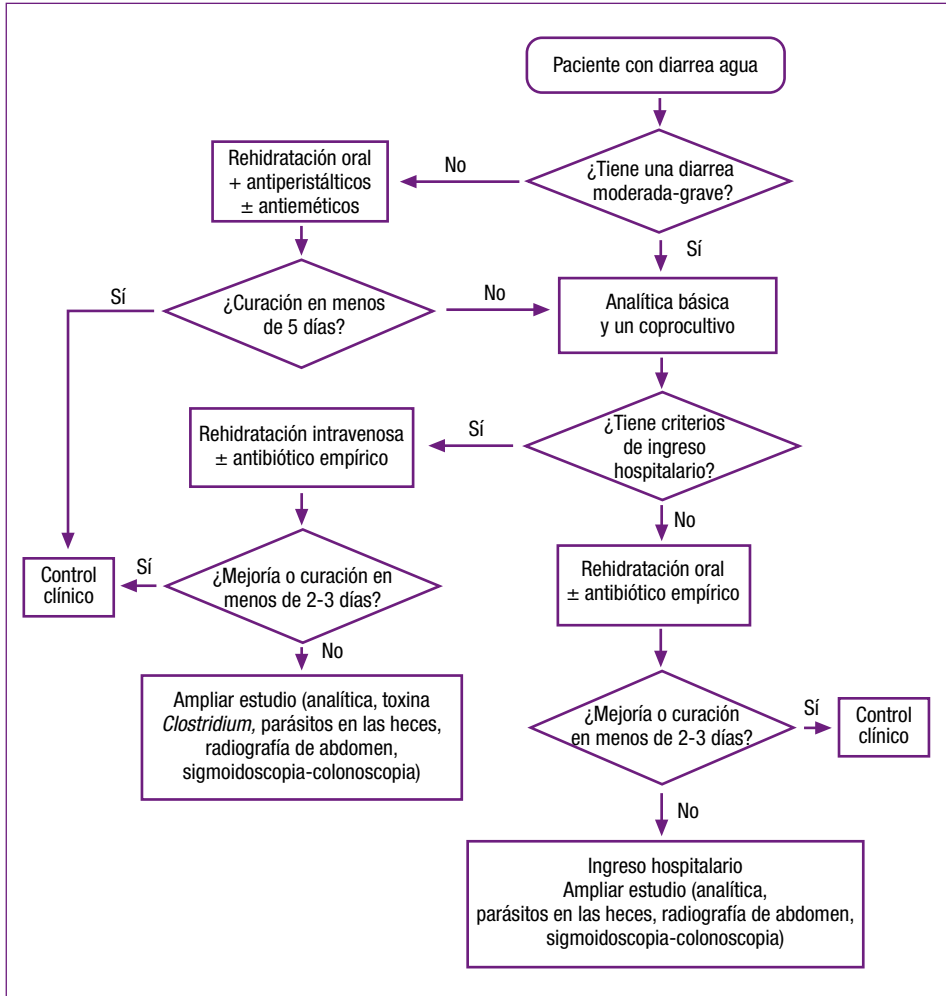 Paciente con diarrea agua
¿Tiene una diarrea
moderada-grave?
No
Rehidratación oral
+ antiperistálticos
± antieméticos
Sí
¿Curación en menos
de 5 días?
Sí
No
Analítica básica
y un coprocultivo
¿Tiene criterios
de ingreso
hospitalario?
Sí
Rehidratación intravenosa
± antibiótico empírico
No
¿Mejoría o curación en
menos de 2-3 días?
Sí
Control
clínico
No
Rehidratación oral
± antibiótico empírico
Ampliar estudio (analítica, toxina
Clostridium, parásitos en las heces,
radiografía de abdomen,
sigmoidoscopia-colonoscopia)
¿Mejoría o curación
en menos de 2-3 días?
Sí
Control
clínico
No
Ingreso hospitalario
Ampliar estudio (analítica,
parásitos en las heces, radiografía de abdomen,
sigmoidoscopia-colonoscopia)